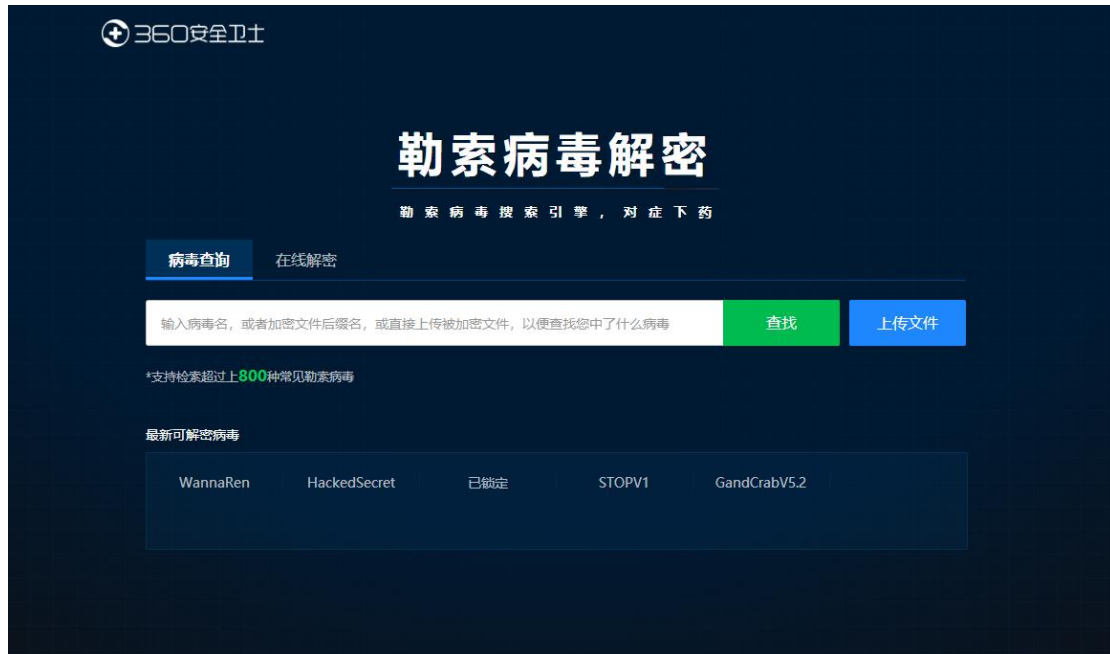 360安全卫士
勒索病毒解密
勒索病毒搜索引擎，对症下药
病毒查询 在线解密
输入病毒名，或者加密文件后缀名，或直接上传被加密文件，以便查找您中了什么病毒 查找 上传文件
*支持检索超过上800种常见勒索病毒
最新可解密病毒
WannaRen HackedSecret 已锁定 STOPV1 GandCrabV5.2